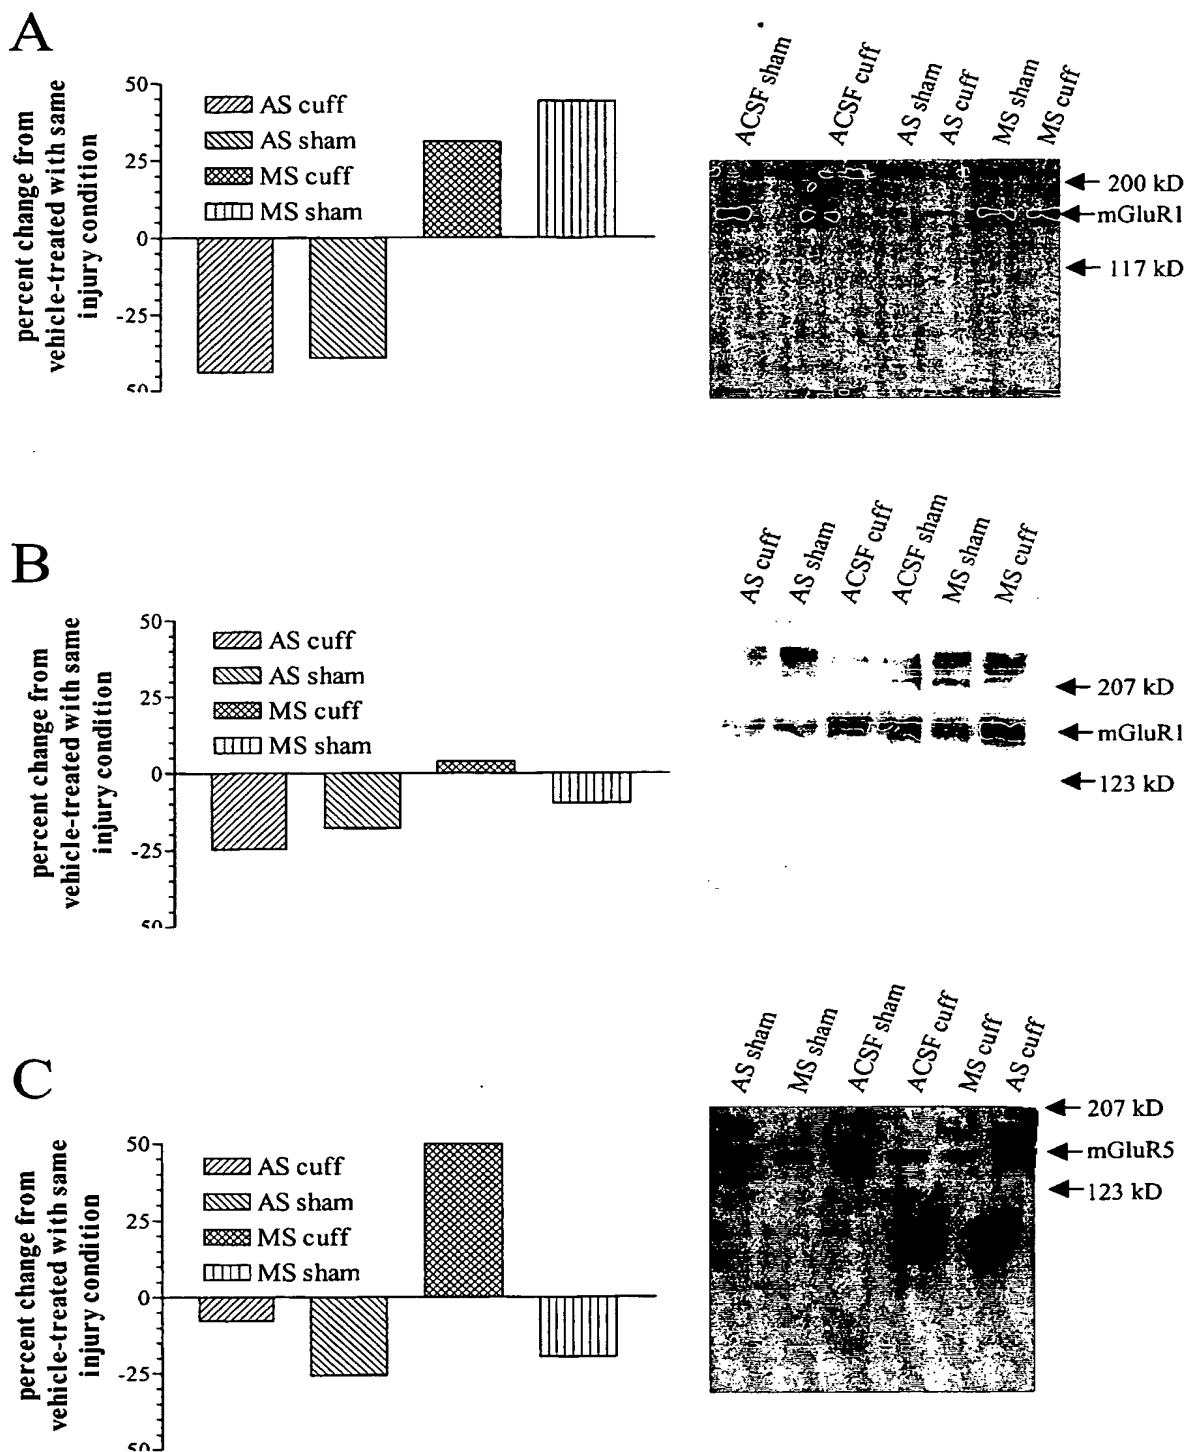 A
percent change from
vehicle-treated with same
injury condition
50
25
0
-25
50
AS cuff
AS sham
MS cuff
MS sham
ACSF sham
ACSF cuff
AS sham
AS cuff
MS sham
MS cuff
200 kD
mGluR1
117 kD
B
percent change from
vehicle-treated with same
injury condition
50
25
0
-25
50
AS cuff
AS sham
MS cuff
MS sham
AS cuff
AS sham
ACSF cuff
ACSF sham
MS sham
MS cuff
207 kD
mGluR1
123 kD
C
percent change from
vehicle-treated with same
injury condition
50
25
0
-25
50
AS cuff
AS sham
MS cuff
MS sham
AS sham
MS sham
ACSF sham
ACSF cuff
MS cuff
AS cuff
207 kD
mGluR5
123 kD